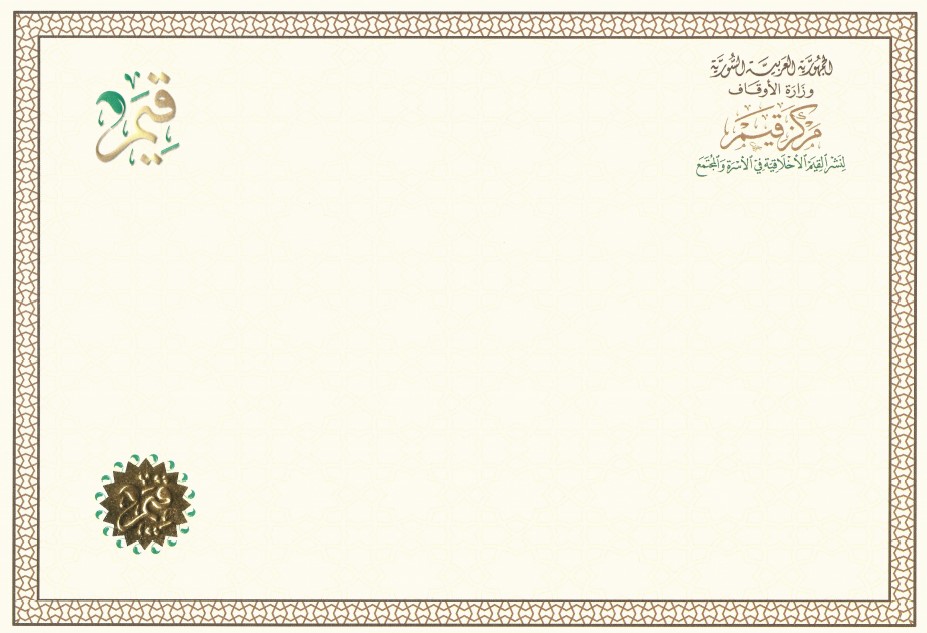 الجمهورية العربية السورية
وزارة الأوقاف
مركز قيم
لنشر القيم الأخلاقية في الأسرة والمجتمع
قيم
قيم